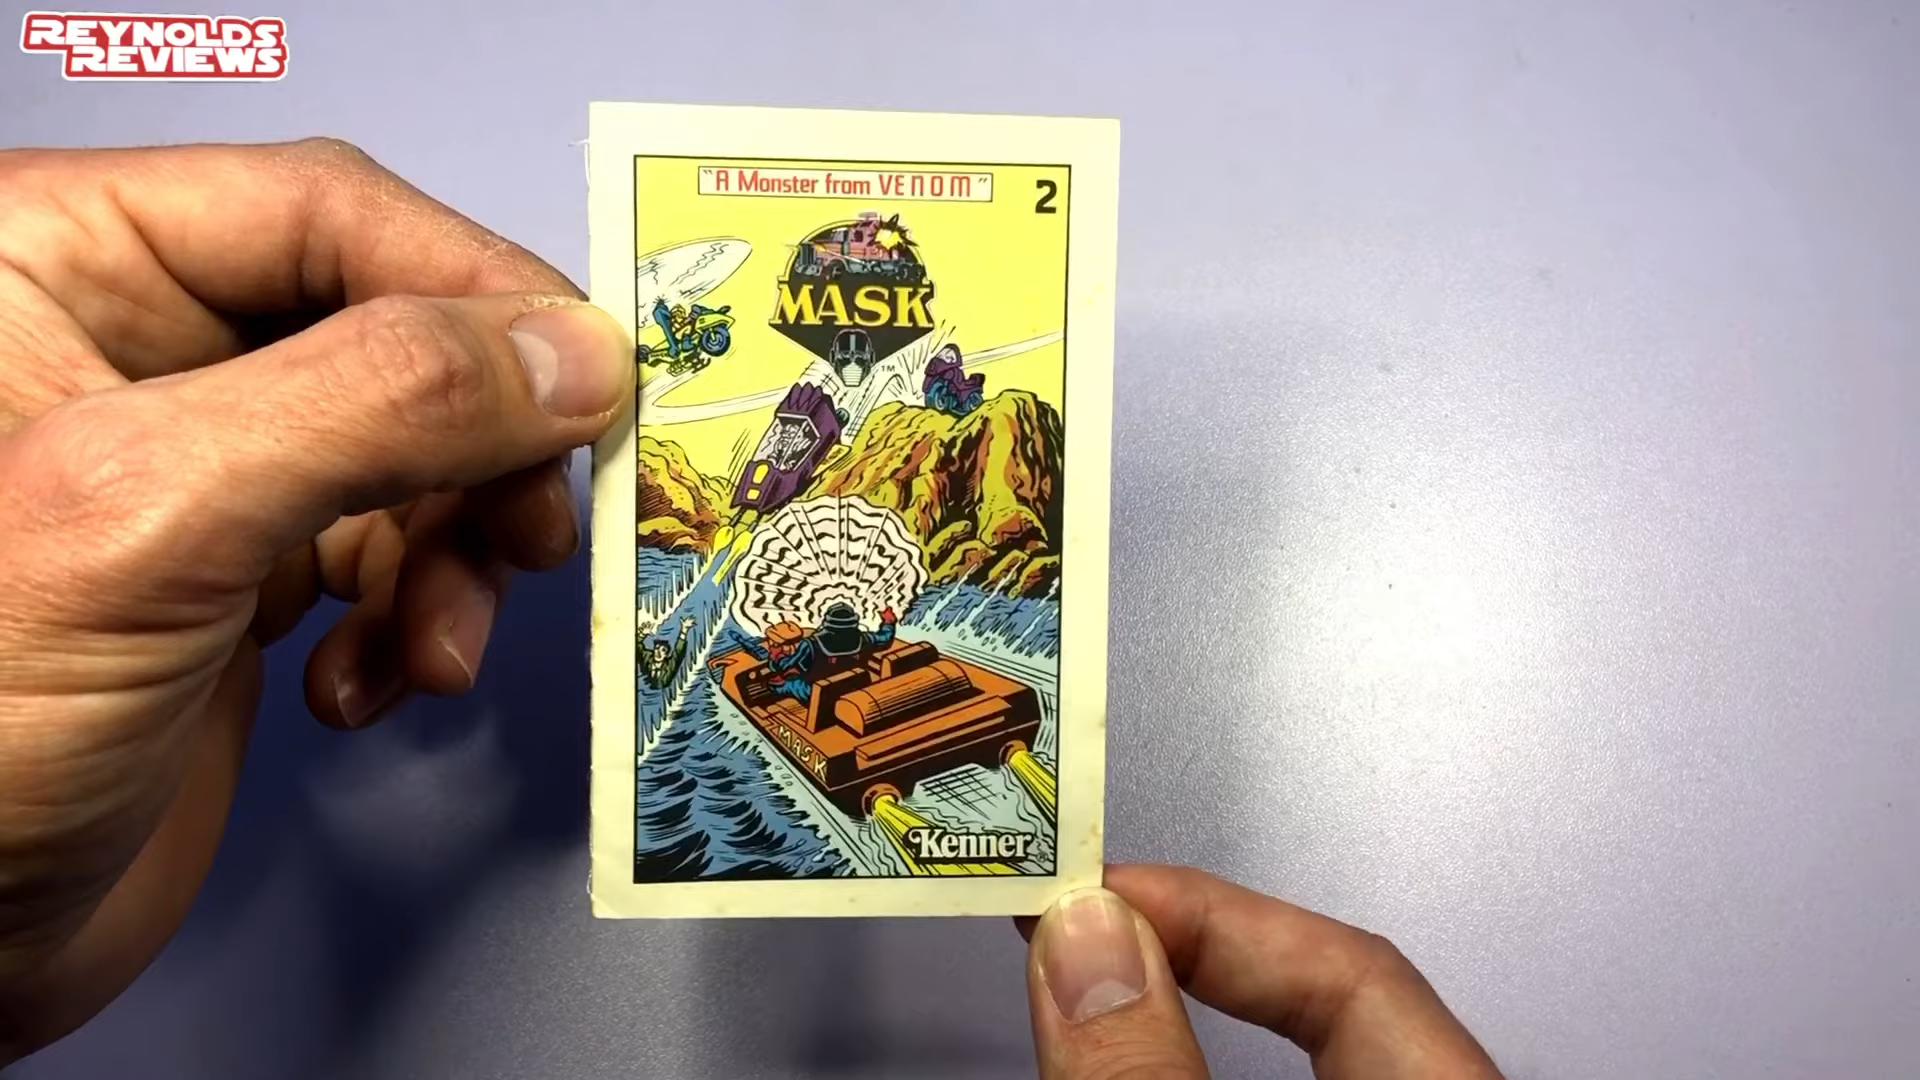 REYNOLDS
REVIEWS
"A Monster from VENOM"
2
MASK
TM
MASK
Kenner®